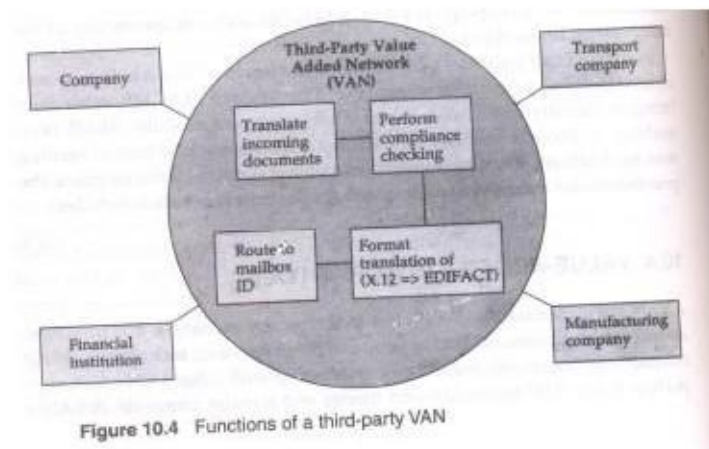 Third-Party Value
Added Network
(VAN)
Company
Transport
company
Translate
incoming
documents
Perform
compliance
checking
Route to
mailbox
ID
Format
translation of
(X.12 => EDIFACT)
Financial
institution
Manufacturing
company
Figure 10.4 Functions of a third-party VAN